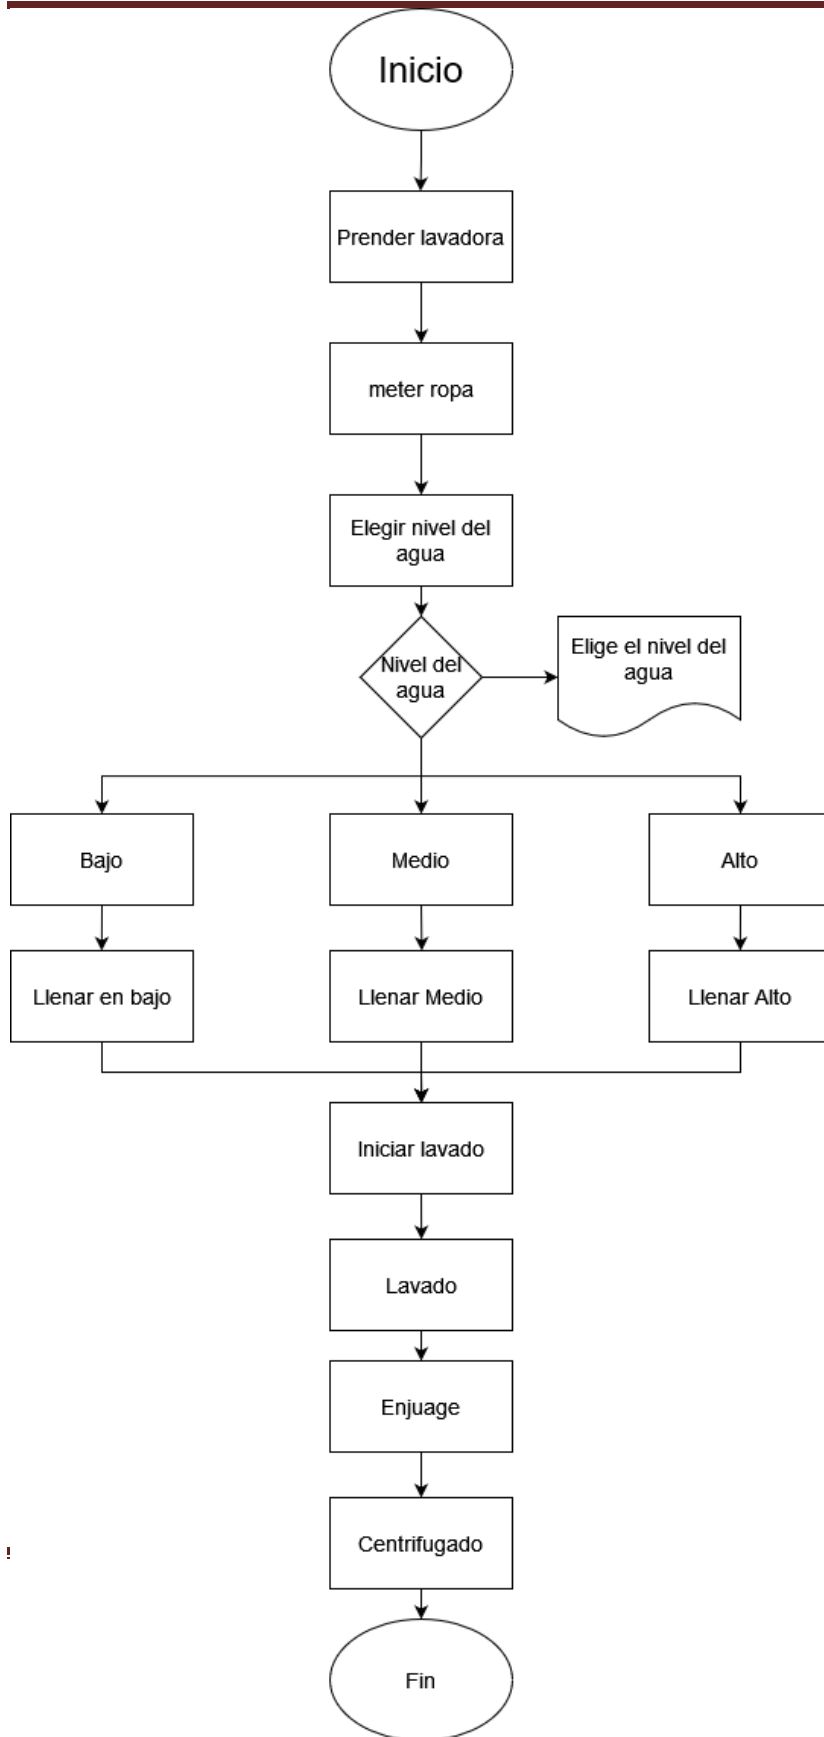 Inicio
Prender lavadora
meter ropa
Elegir nivel del
agua
Nivel del
agua
Elige el nivel del
agua
Bajo
Medio
Alto
Llenar en bajo
Llenar Medio
Llenar Alto
Iniciar lavado
Lavado
Enjuage
Centrifugado
Fin